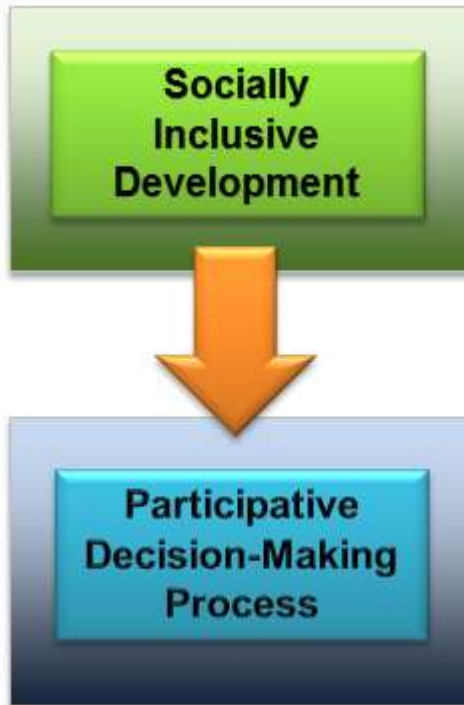 Socially
Inclusive
Development
Participative
Decision-Making
Process